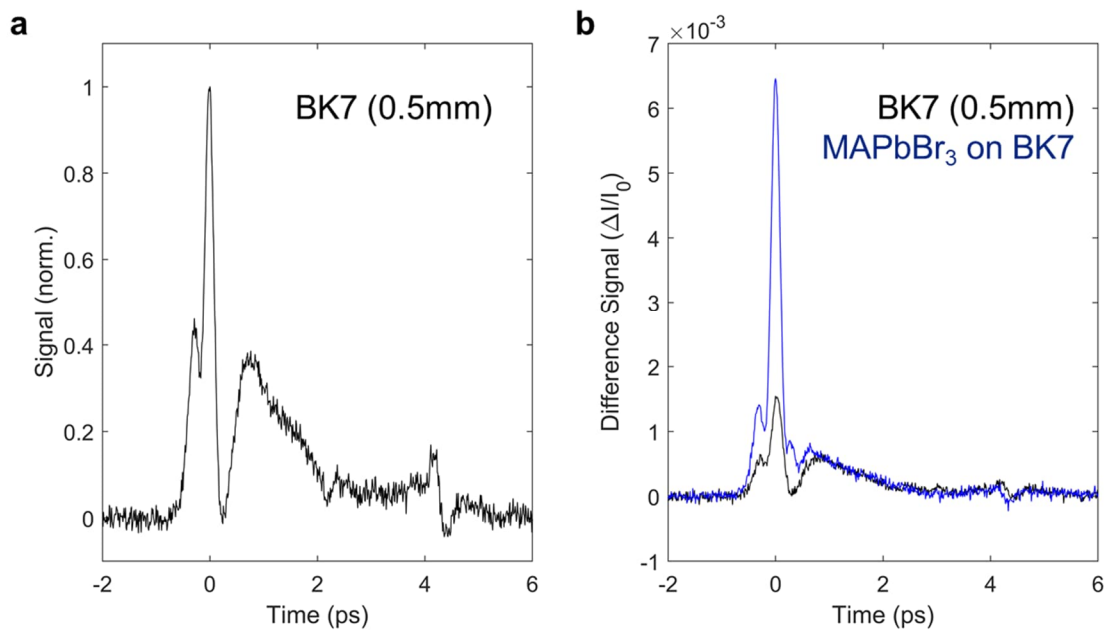 a
BK7 (0.5mm)
Signal (norm.)
1
0.8
0.6
0.4
0.2
0
-2 0 2 4 6
Time (ps)
b
×10⁻³
BK7 (0.5mm)
MAPbBr₃ on BK7
Difference Signal (ΔI/I₀)
7
6
5
4
3
2
1
0
-1
-2 0 2 4 6
Time (ps)